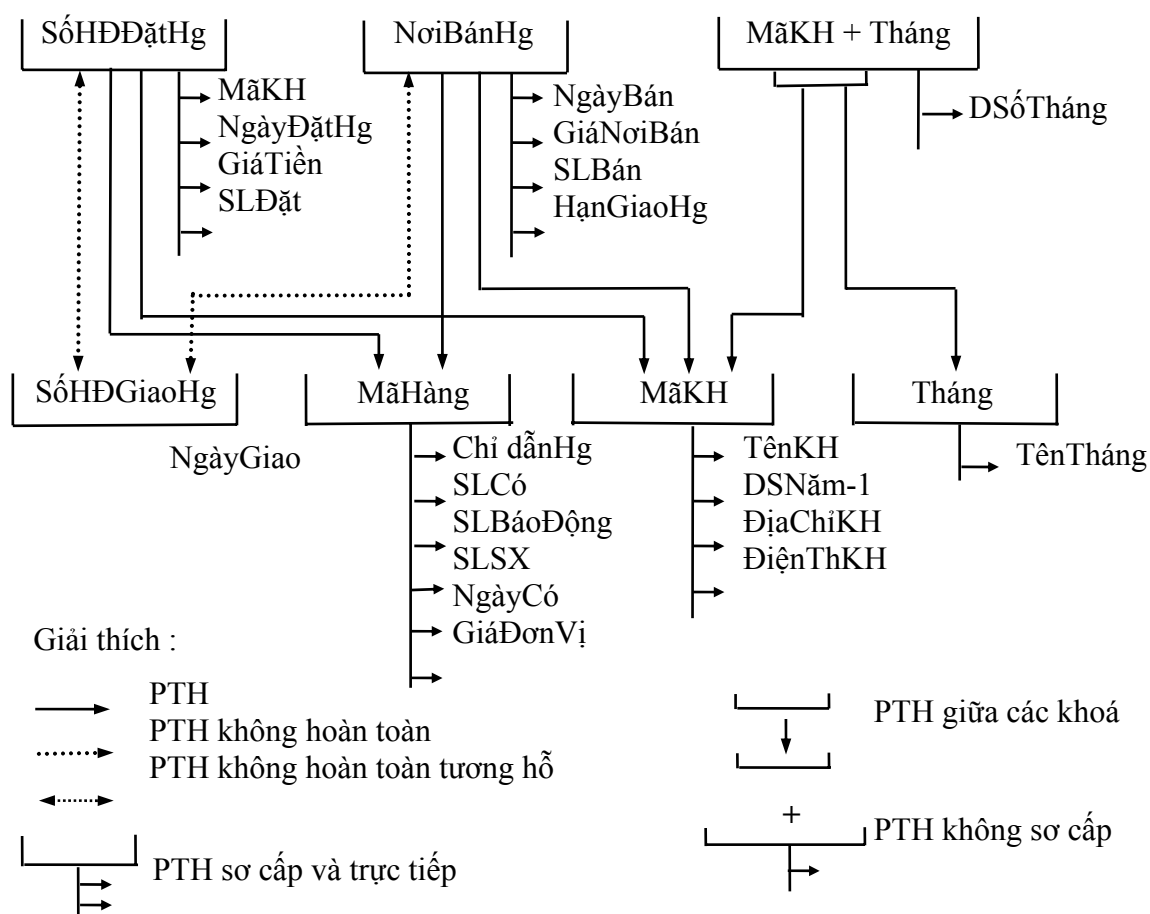 SốHĐĐặtHg
NơiBánHg
MãKH + Tháng
MãKH
NgàyĐặtHg
GiáTiền
SLĐặt
NgàyBán
GiáNơiBán
SLBán
HạnGiaoHg
DSốTháng
SốHĐGiaoHg
MãHàng
MãKH
Tháng
NgàyGiao
Chỉ dẫnHg
SLCó
SLBáoĐộng
SLSX
NgàyCó
GiáĐơnVị
TênKH
DSNăm-1
ĐịaChỉKH
ĐiệnThKH
TênTháng
Giải thích :
PTH
PTH không hoàn toàn
PTH không hoàn toàn tương hỗ
PTH sơ cấp và trực tiếp
PTH giữa các khoá
+
PTH không sơ cấp